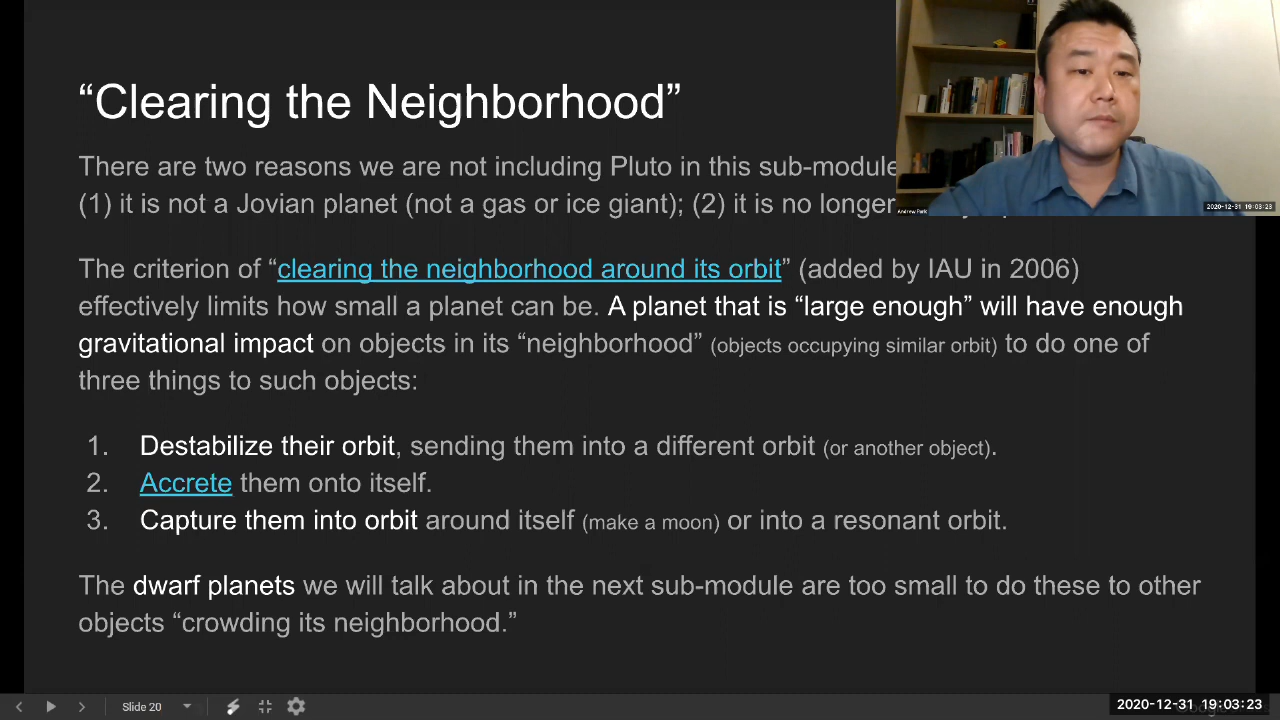 “Clearing the Neighborhood”
There are two reasons we are not including Pluto in this sub-module
(1) it is not a Jovian planet (not a gas or ice giant); (2) it is no longer
The criterion of “clearing the neighborhood around its orbit” (added by IAU in 2006)
effectively limits how small a planet can be. A planet that is “large enough” will have enough
gravitational impact on objects in its “neighborhood” (objects occupying similar orbit) to do one of
three things to such objects:
1. Destabilize their orbit, sending them into a different orbit (or another object).
2. Accrete them onto itself.
3. Capture them into orbit around itself (make a moon) or into a resonant orbit.
The dwarf planets we will talk about in the next sub-module are too small to do these to other
objects “crowding its neighborhood.”
Andrew Park
2020-12-31 19:03:23
Slide 20
2020-12-31 19:03:23